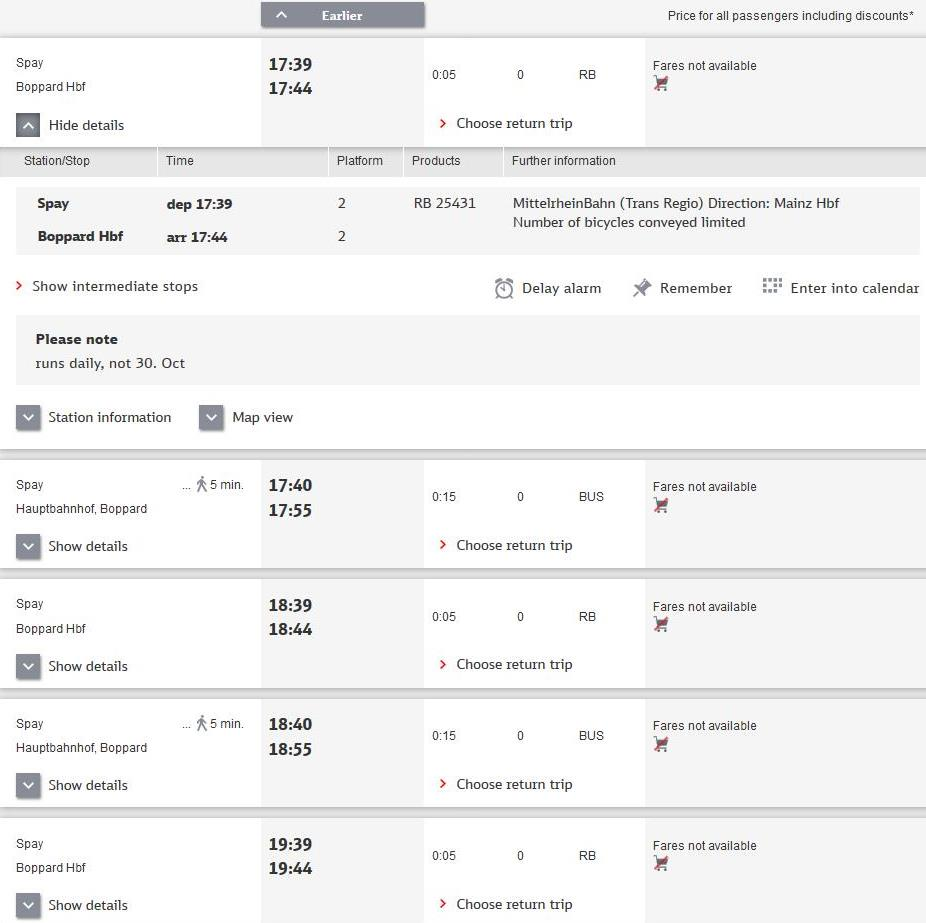 Earlier
Price for all passengers including discounts*
Spay
Boppard Hbf
17:39
17:44
0:05 0 RB
Fares not available
Hide details
Choose return trip
Station/Stop Time Platform Products Further information
Spay dep 17:39 2 RB 25431 MittelrheinBahn (Trans Regio) Direction: Mainz Hbf
Number of bicycles conveyed limited
Boppard Hbf arr 17:44 2
Show intermediate stops Delay alarm Remember Enter into calendar
Please note
runs daily, not 30. Oct
Station information Map view
Spay ... 5 min.
Hauptbahnhof, Boppard
17:40
17:55
0:15 0 BUS
Fares not available
Show details
Choose return trip
Spay
Boppard Hbf
18:39
18:44
0:05 0 RB
Fares not available
Show details
Choose return trip
Spay ... 5 min.
Hauptbahnhof, Boppard
18:40
18:55
0:15 0 BUS
Fares not available
Show details
Choose return trip
Spay
Boppard Hbf
19:39
19:44
0:05 0 RB
Fares not available
Show details
Choose return trip